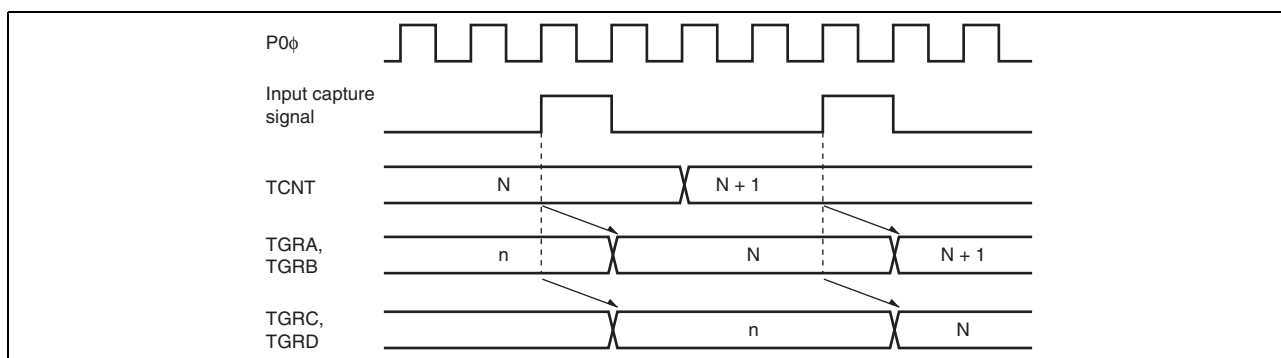 P0ϕ
Input capture
signal
TCNT
N
N + 1
TGRA,
TGRB
n
N
N + 1
TGRC,
TGRD
n
N